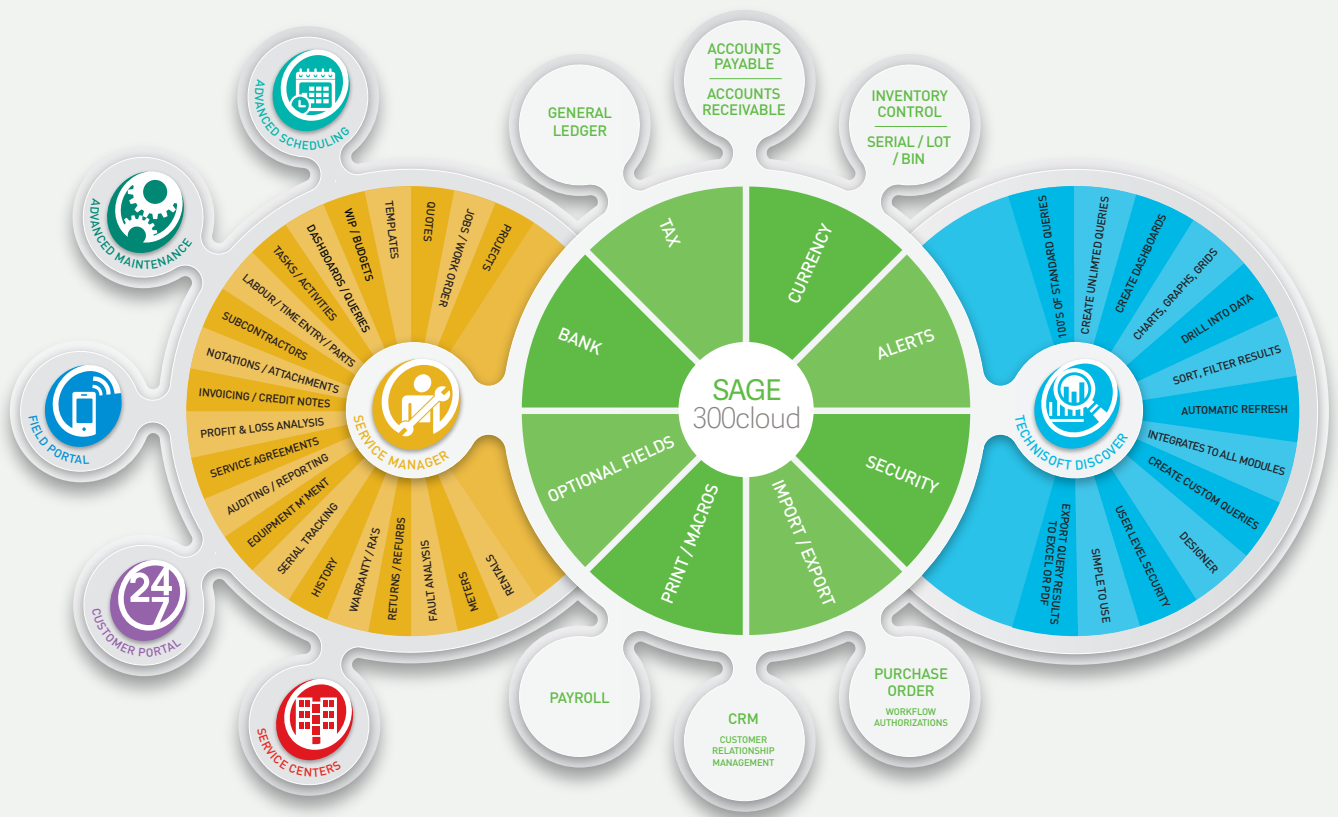 ADVANCED SCHEDULING
ADVANCED MAINTENANCE
FIELD PORTAL
24
7
CUSTOMER PORTAL
SERVICE CENTERS
PROJECTS
JOBS / WORK ORDER
QUOTES
TEMPLATES
WIP / BUDGETS
DASHBOARDS / QUERIES
TASKS / ACTIVITIES
LABOUR / TIME ENTRY / PARTS
SUBCONTRACTORS
NOTATIONS / ATTACHMENTS
INVOICING / CREDIT NOTES
PROFIT & LOSS ANALYSIS
SERVICE AGREEMENTS
AUDITING / REPORTING
EQUIPMENT M'MENT
SERIAL TRACKING
HISTORY
WARRANTY / RA'S
RETURNS / REFURBS
FAULT ANALYSIS
METERS
RENTALS
SERVICE MANAGER
GENERAL
LEDGER
ACCOUNTS
PAYABLE
ACCOUNTS
RECEIVABLE
INVENTORY
CONTROL
SERIAL / LOT
/ BIN
TAX
CURRENCY
BANK
ALERTS
SAGE
300cloud
OPTIONAL FIELDS
SECURITY
PRINT / MACROS
IMPORT / EXPORT
PAYROLL
CRM
CUSTOMER
RELATIONSHIP
MANAGEMENT
PURCHASE
ORDER
WORKFLOW
AUTHORIZATIONS
TECHNISOFT DISCOVER
100'S OF STANDARD QUERIES
CREATE UNLIMTED QUERIES
CREATE DASHBOARDS
CHARTS, GRAPHS, GRIDS
DRILL INTO DATA
SORT, FILTER RESULTS
AUTOMATIC REFRESH
INTEGRATES TO ALL MODULES
CREATE CUSTOM QUERIES
DESIGNER
USER LEVEL SECURITY
SIMPLE TO USE
EXPORT QUERY RESULTS
TO EXCEL OR PDF